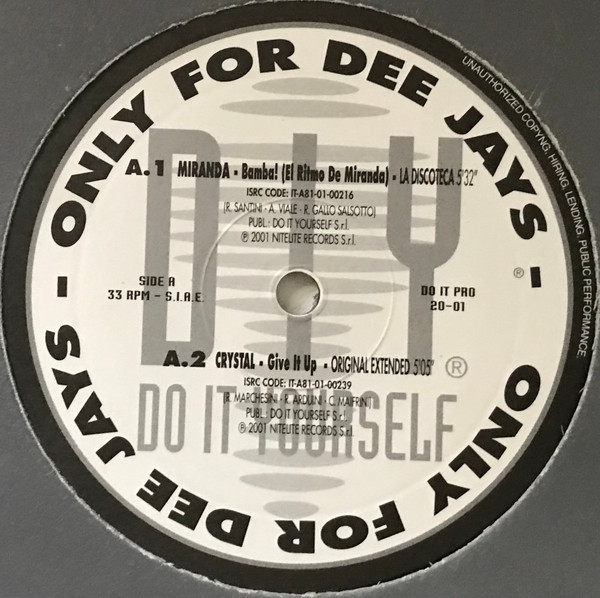 ONLY FOR DEE JAYS -
UNAUTHORIZED COPYNG, HIRING, LENDING, PUBLIC PERFORMANCE.
DIY
A.1 MIRANDA - Bamba! (El Ritmo De Miranda) - LA DISCOTECA 5'32"
ISRC CODE: IT-A81-01-00216
(R. SANTINI - A. VIALE - R. GALLO SALSOTTO)
PUBL.: DO IT YOURSELF S.r.l.
℗ 2001 NITELITE RECORDS S.r.l.
®
SIDE A
33 RPM - S.I.A.E.
DO IT PRO
20-01
A.2 CRYSTAL - Give It Up - ORIGINAL EXTENDED 5'05"
®
ISRC CODE: IT-A81-01-00239
(R. MARCHESINI - R. ARDUINI - C. MALFRINI)
PUBL.: DO IT YOURSELF S.r.l.
℗ 2001 NITELITE RECORDS S.r.l.
DO IT YOURSELF
ONLY FOR DEE JAYS -